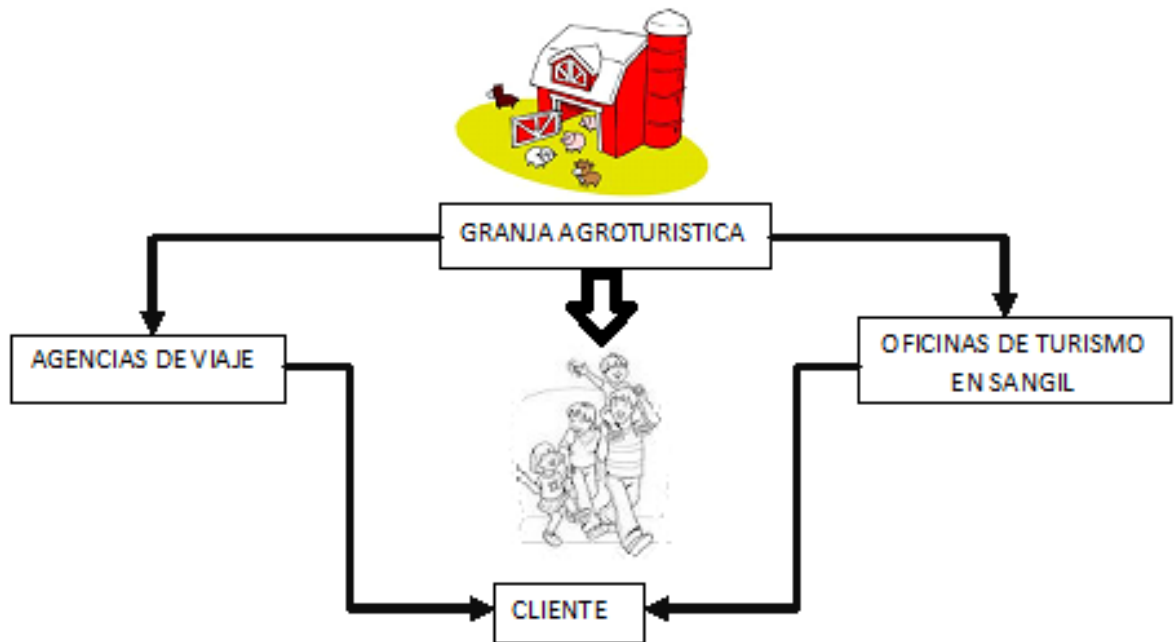 GRANJA AGROTURISTICA
AGENCIAS DE VIAJE
OFICINAS DE TURISMO
EN SANGIL
CLIENTE